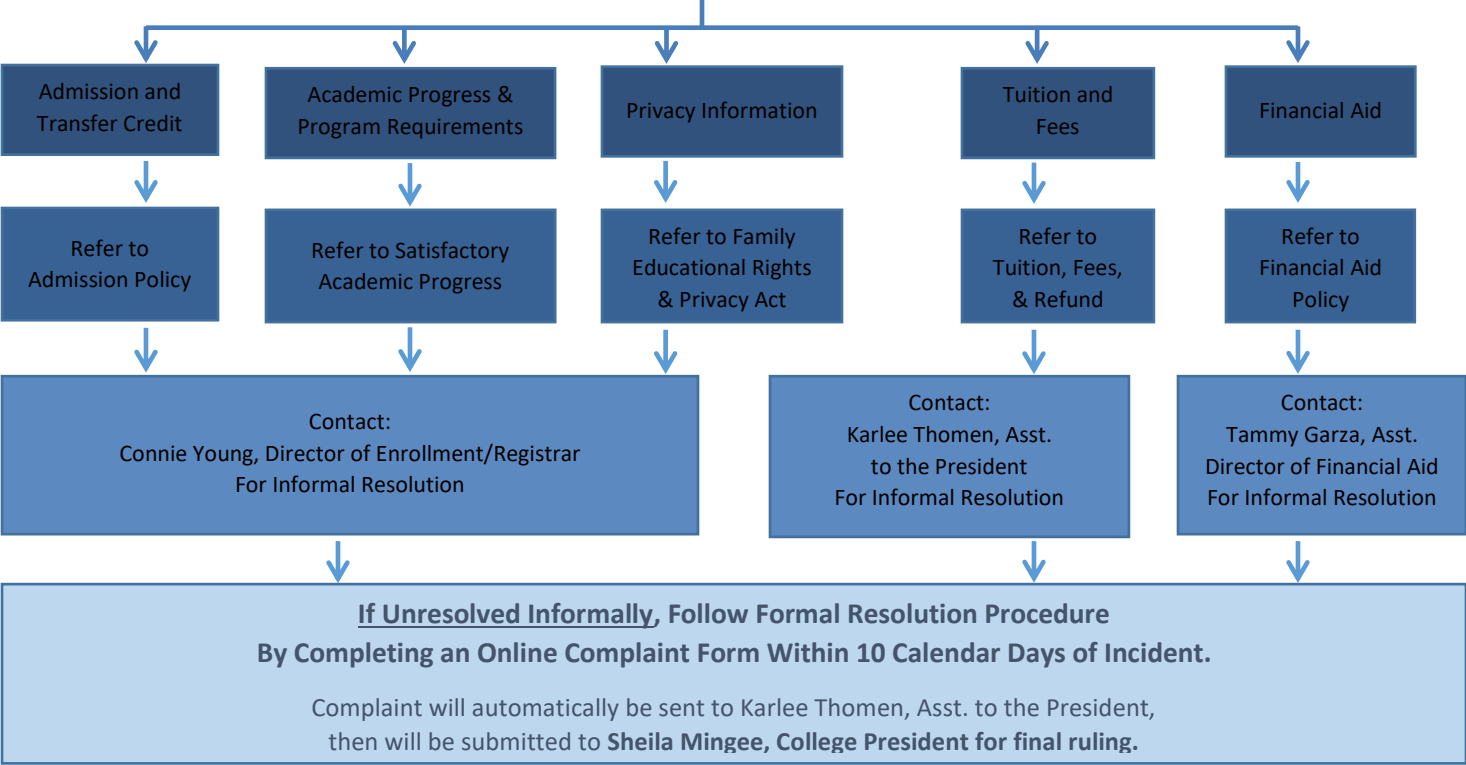 Admission and
Transfer Credit
Academic Progress &
Program Requirements
Privacy Information
Tuition and
Fees
Financial Aid
Refer to
Admission Policy
Refer to Satisfactory
Academic Progress
Refer to Family
Educational Rights
& Privacy Act
Refer to
Tuition, Fees,
& Refund
Refer to
Financial Aid
Policy
Contact:
Connie Young, Director of Enrollment/Registrar
For Informal Resolution
Contact:
Karlee Thomen, Asst.
to the President
For Informal Resolution
Contact:
Tammy Garza, Asst.
Director of Financial Aid
For Informal Resolution
If Unresolved Informally, Follow Formal Resolution Procedure
By Completing an Online Complaint Form Within 10 Calendar Days of Incident.
Complaint will automatically be sent to Karlee Thomen, Asst. to the President,
then will be submitted to Sheila Mingee, College President for final ruling.